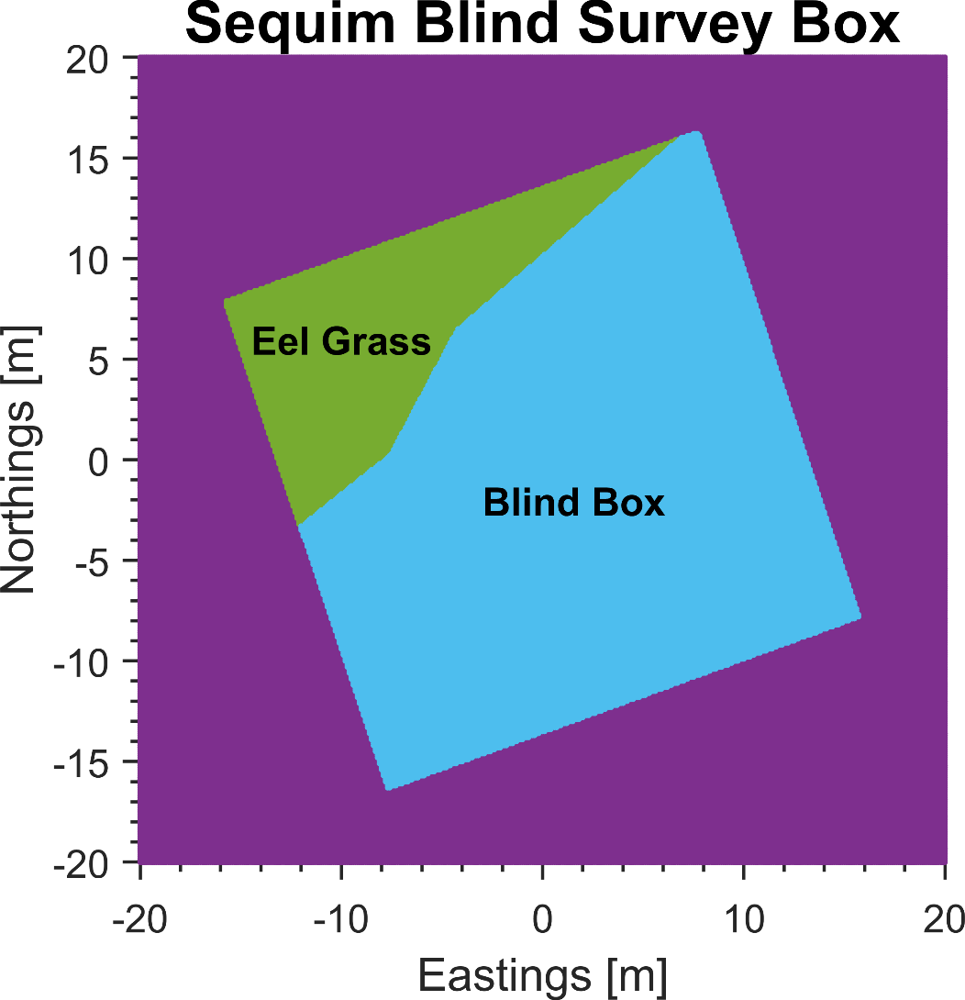 Sequim Blind Survey Box
20
15
10
5
0
-5
-10
-15
-20
Northings [m]
Eel Grass
Blind Box
-20 -10 0 10 20
Eastings [m]